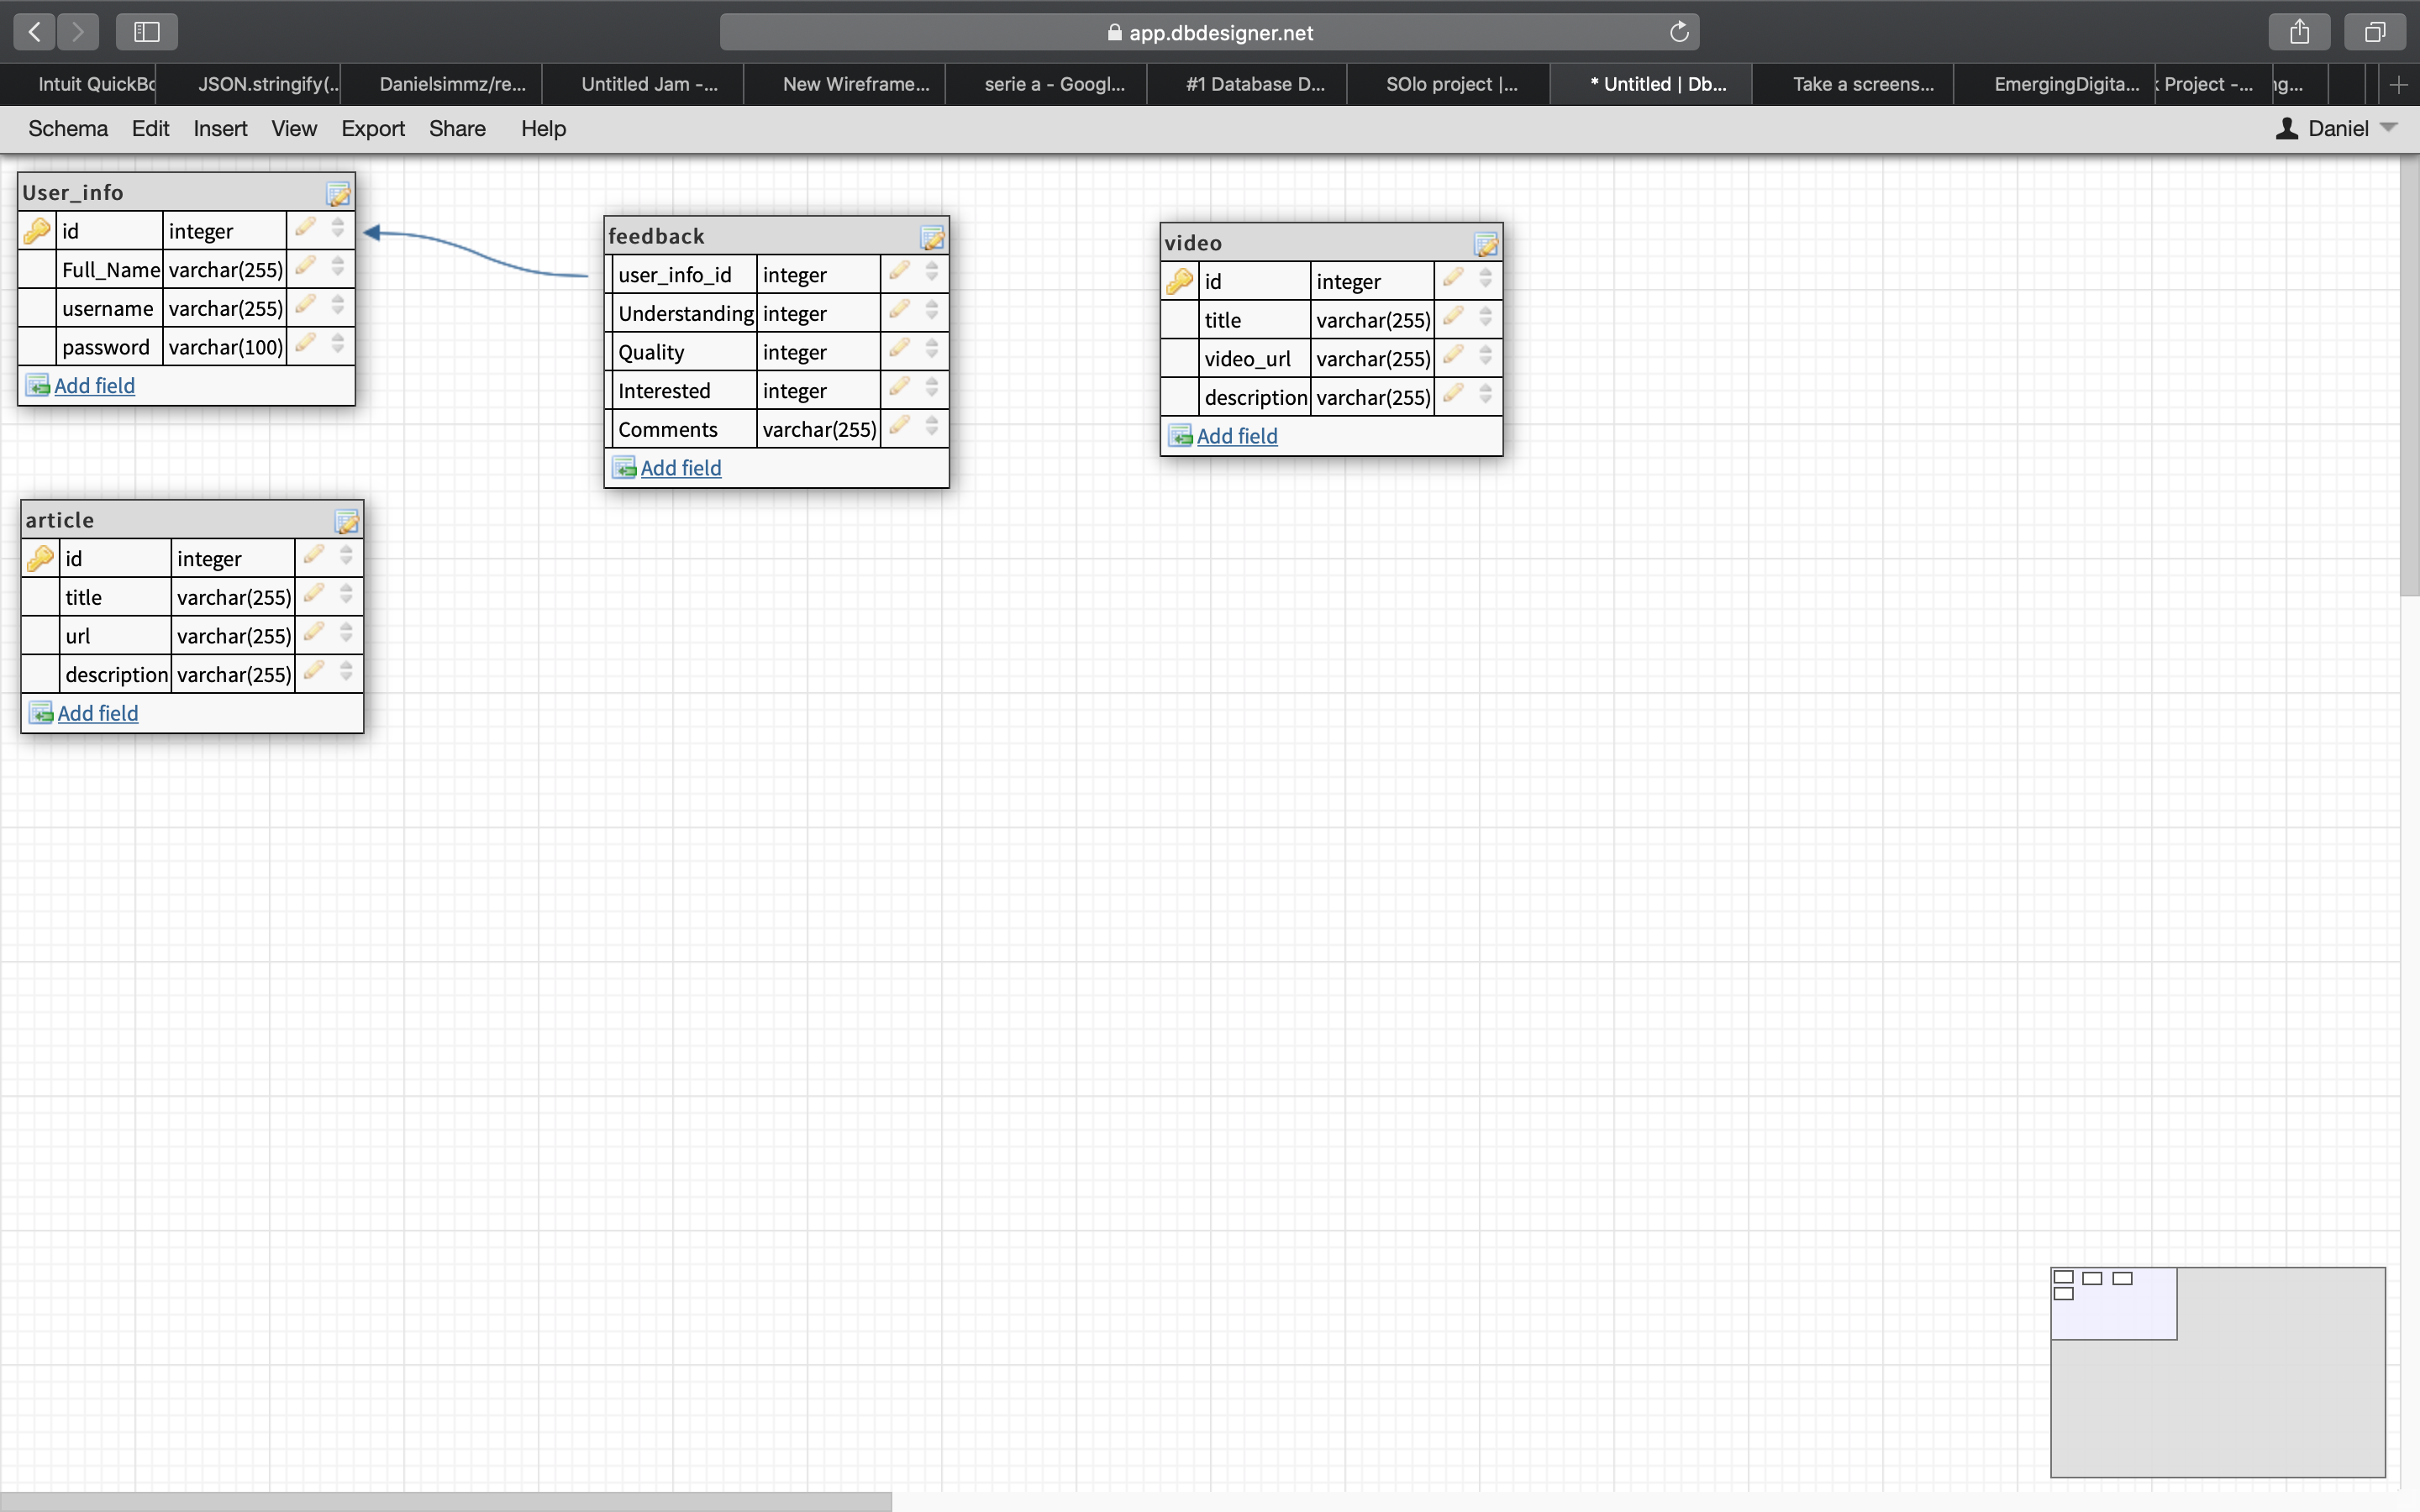 app.dbdesigner.net
Intuit QuickBo JSON.stringify(... Danielsimmz/re... Untitled Jam -... New Wireframe... serie a - Googl... #1 Database D... SOlo project |... * Untitled | Db... Take a screens... EmergingDigita... Project -... ng...
Schema Edit Insert View Export Share Help Daniel
User_info
id integer
Full_Name varchar(255)
username varchar(255)
password varchar(100)
Add field
feedback
user_info_id integer
Understanding integer
Quality integer
Interested integer
Comments varchar(255)
Add field
video
id integer
title varchar(255)
video_url varchar(255)
description varchar(255)
Add field
article
id integer
title varchar(255)
url varchar(255)
description varchar(255)
Add field